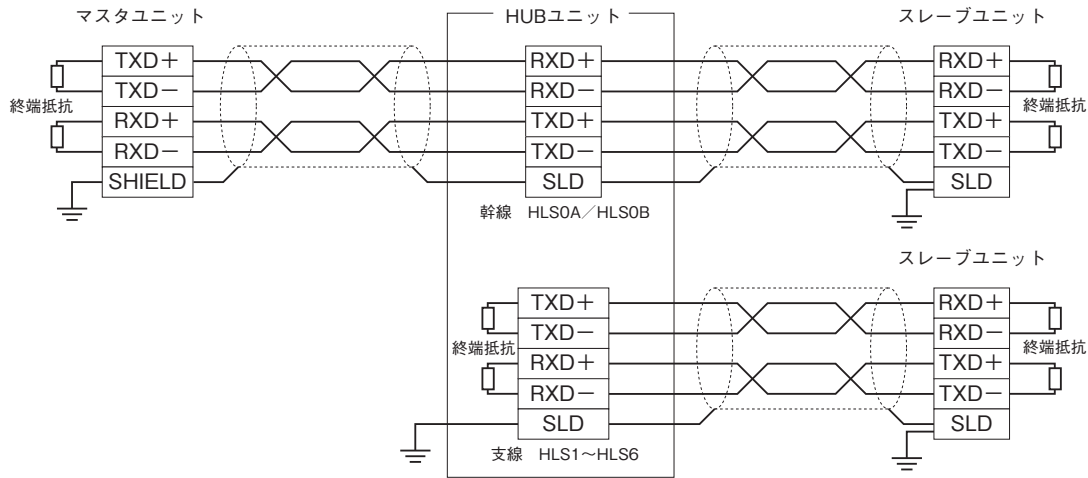 マスタユニット
HUBユニット
スレーブユニット
TXD+
TXD−
RXD+
RXD−
SHIELD
終端抵抗
RXD+
RXD−
TXD+
TXD−
SLD
幹線 HLS0A/HLS0B
RXD+
RXD−
TXD+
TXD−
SLD
終端抵抗
スレーブユニット
TXD+
TXD−
RXD+
RXD−
SLD
終端抵抗
支線 HLS1〜HLS6
RXD+
RXD−
TXD+
TXD−
SLD
終端抵抗